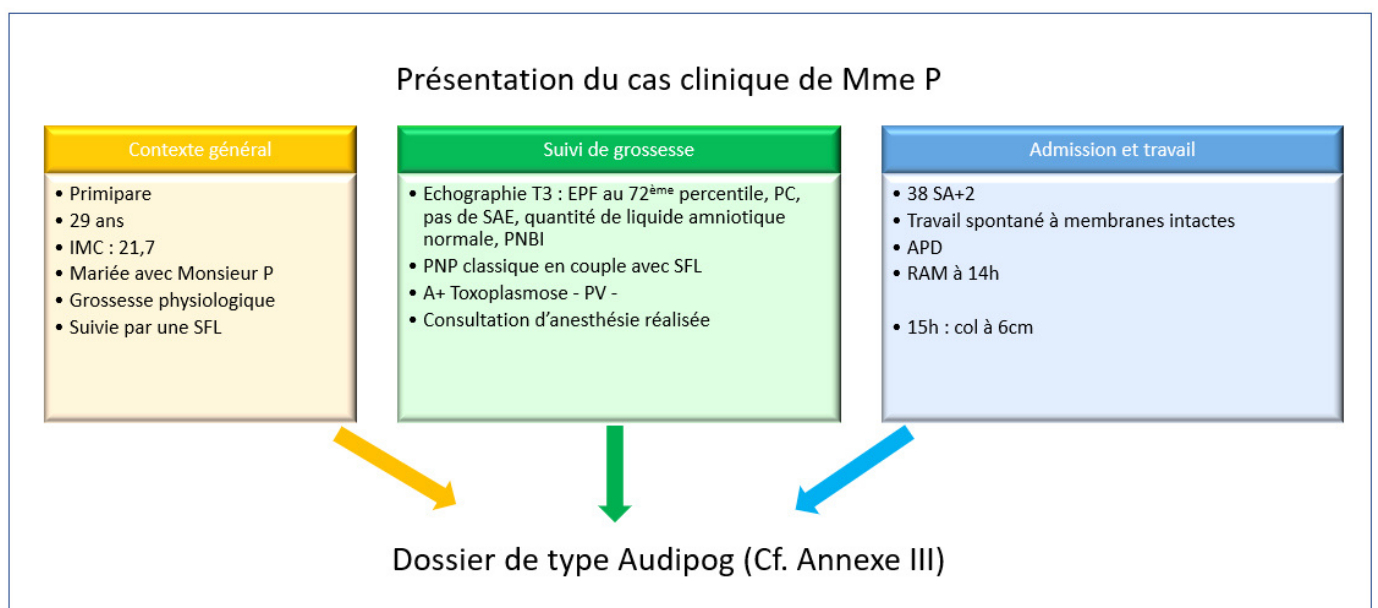 Présentation du cas clinique de Mme P
Contexte général
• Primipare
• 29 ans
• IMC : 21,7
• Mariée avec Monsieur P
• Grossesse physiologique
• Suivie par une SFL
Suivi de grossesse
• Echographie T3 : EPF au 72ème percentile, PC,
pas de SAE, quantité de liquide amniotique
normale, PNBI
• PNP classique en couple avec SFL
• A+ Toxoplasmose - PV -
• Consultation d'anesthésie réalisée
Admission et travail
• 38 SA+2
• Travail spontané à membranes intactes
• APD
• RAM à 14h
• 15h : col à 6cm
Dossier de type Audipog (Cf. Annexe III)